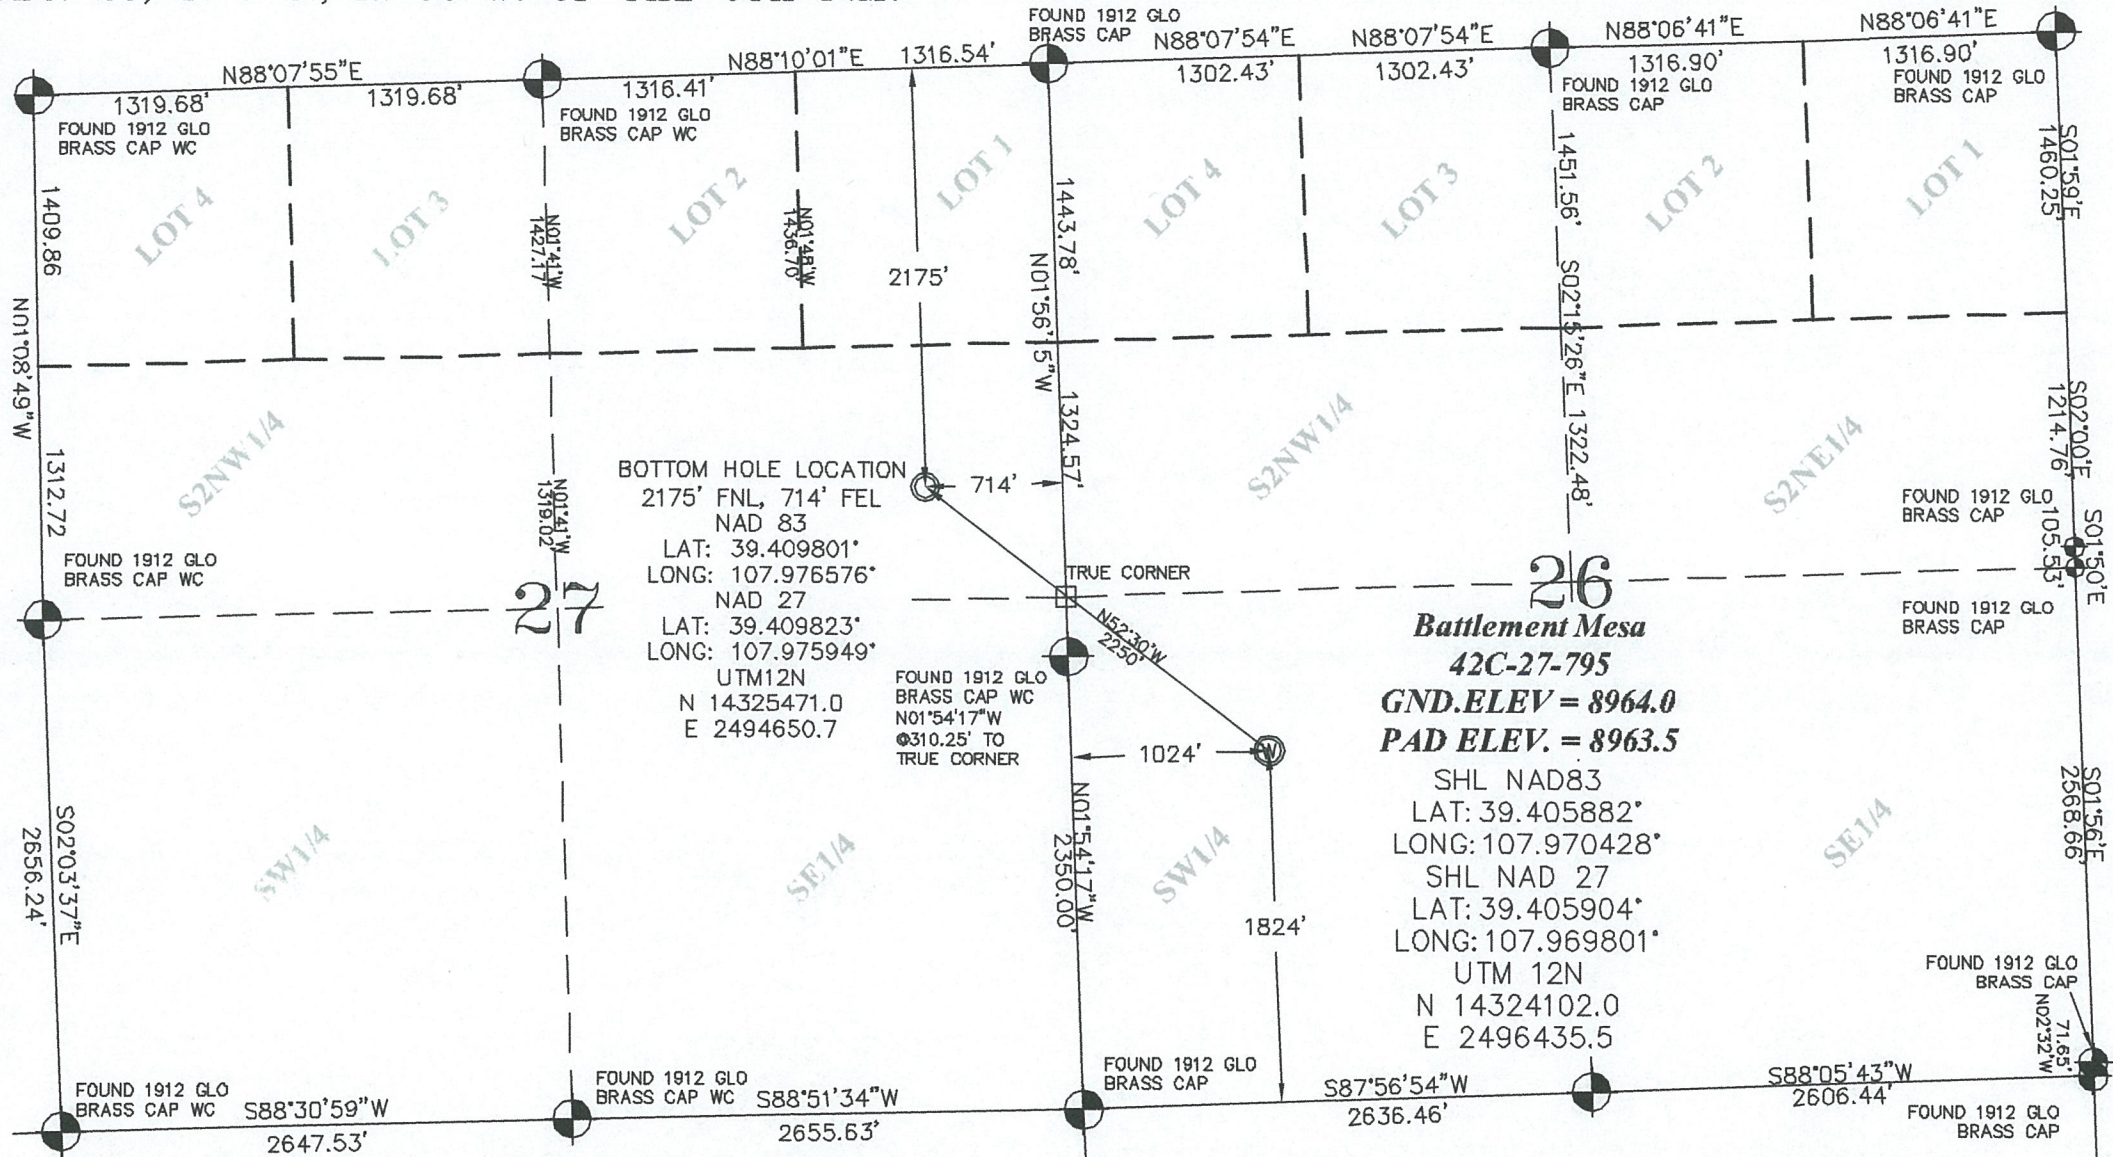 FOUND 1912 GLO
BRASS CAP
N88°07'55"E
1319.68'
1319.68'
FOUND 1912 GLO
BRASS CAP WC
N88°10'01"E
1316.41'
1316.54'
FOUND 1912 GLO
BRASS CAP WC
N88°07'54"E
1302.43'
N88°07'54"E
1302.43'
N88°06'41"E
1316.90'
FOUND 1912 GLO
BRASS CAP
N88°06'41"E
1316.90'
FOUND 1912 GLO
BRASS CAP
LOT 4
LOT 3
LOT 2
LOT 1
LOT 4
LOT 3
LOT 2
LOT 1
1409.86
N01°41'W
1427.17'
N01°48'W
1436.70'
2175'
1443.78'
1451.56'
S01°59'E
1460.25'
N01°08'49"W
S02°15'26"E 1322.48'
1312.72
N01°41'W
1319.02'
1324.57'
S02°00'E
1214.76'
S2NW1/4
S2NW1/4
S2NE1/4
BOTTOM HOLE LOCATION
2175' FNL, 714' FEL
NAD 83
LAT: 39.409801°
LONG: 107.976576°
NAD 27
LAT: 39.409823°
LONG: 107.975949°
UTM12N
N 14325471.0
E 2494650.7
714'
FOUND 1912 GLO
BRASS CAP
S01°50'E
105.53'
FOUND 1912 GLO
BRASS CAP WC
TRUE CORNER
27
26
FOUND 1912 GLO
BRASS CAP
N52°30'W
2250'
FOUND 1912 GLO
BRASS CAP WC
N01°54'17"W
@310.25' TO
TRUE CORNER
Battlement Mesa
42C-27-795
GND.ELEV = 8964.0
PAD ELEV. = 8963.5
1024'
W
SHL NAD83
LAT: 39.405882°
LONG: 107.970428°
SHL NAD 27
LAT: 39.405904°
LONG: 107.969801°
UTM 12N
N 14324102.0
E 2496435.5
S02°03'37"E
2656.24'
SW1/4
SE1/4
N01°54'17"W
2350.00'
SW1/4
1824'
SE1/4
S01°56'E
2568.66'
FOUND 1912 GLO
BRASS CAP
71.65'
N02°32'W
FOUND 1912 GLO
BRASS CAP WC
S88°30'59"W
2647.53'
FOUND 1912 GLO
BRASS CAP WC
S88°51'34"W
2655.63'
FOUND 1912 GLO
BRASS CAP
S87°56'54"W
2636.46'
S88°05'43"W
2606.44'
FOUND 1912 GLO
BRASS CAP